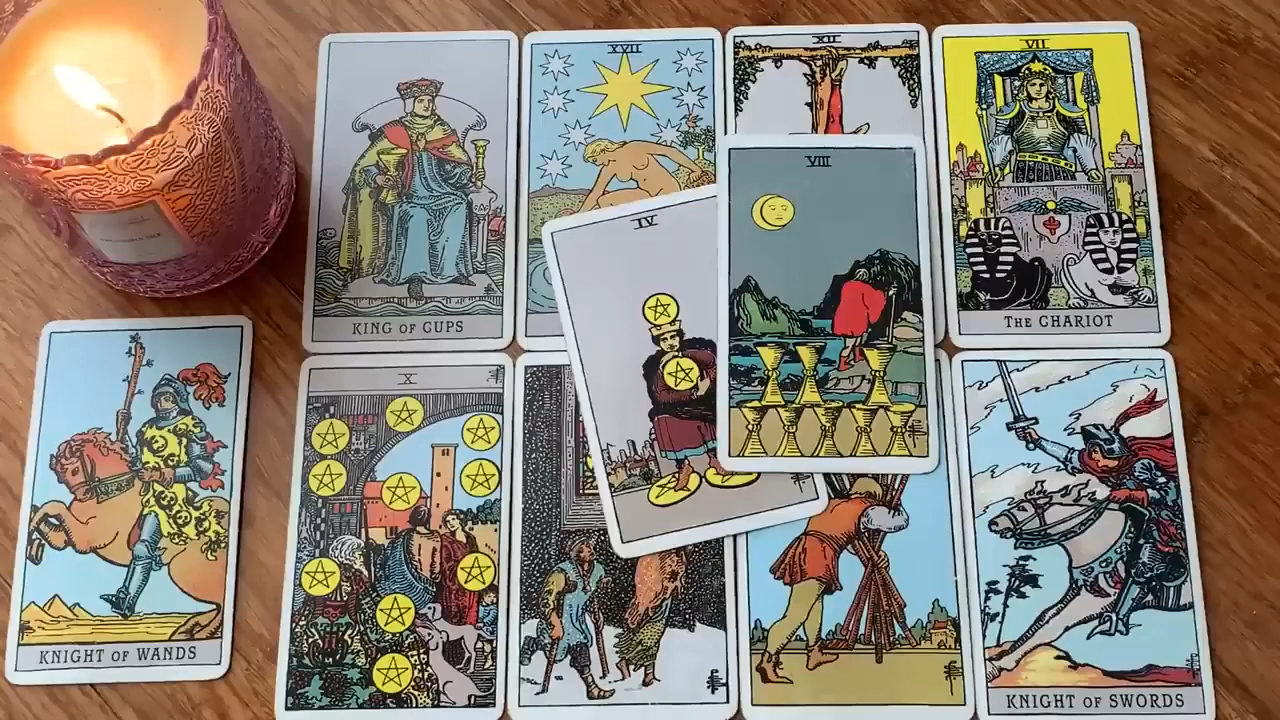 KING OF CUPS
XVII
XII
VII
THE CHARIOT
IV
VIII
KNIGHT OF WANDS
X
KNIGHT OF SWORDS